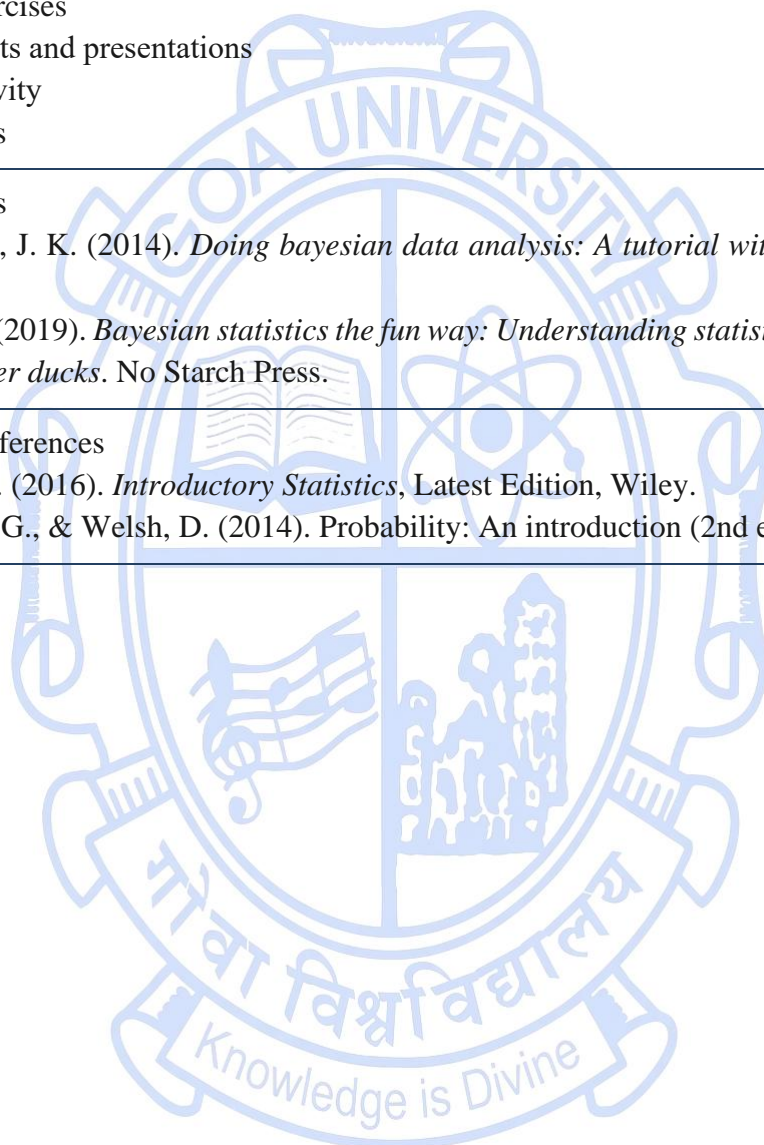 rcises
ts and presentations
vity
s
GOA UNIVERSITY
s
, J. K. (2014). Doing bayesian data analysis: A tutorial wit
(2019). Bayesian statistics the fun way: Understanding statisti
er ducks. No Starch Press.
ferences
. (2016). Introductory Statistics, Latest Edition, Wiley.
G., & Welsh, D. (2014). Probability: An introduction (2nd e
गोंवा विश्वविद्यालय
Knowledge is Divine